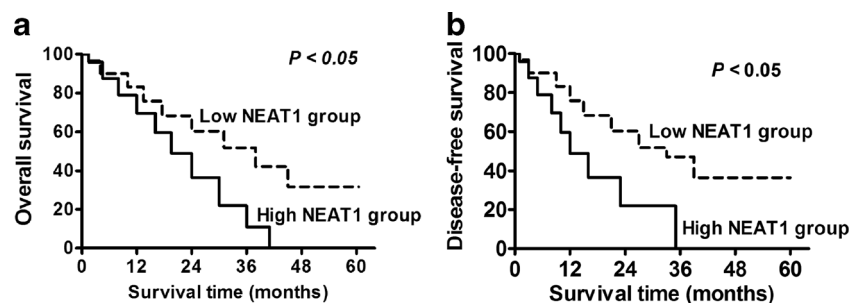 a
100
80
60
40
20
0
Overall survival
P < 0.05
Low NEAT1 group
High NEAT1 group
0 12 24 36 48 60
Survival time (months)
b
100
80
60
40
20
0
Disease-free survival
P < 0.05
Low NEAT1 group
High NEAT1 group
0 12 24 36 48 60
Survival time (months)